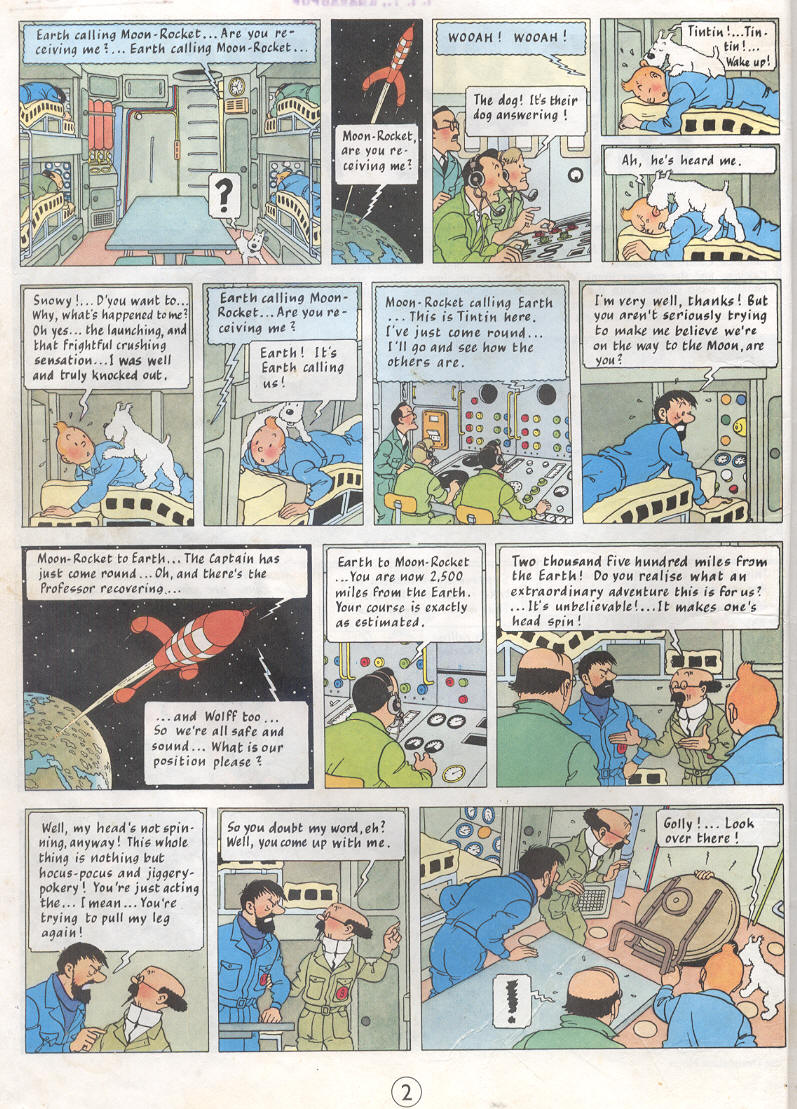 Earth calling Moon-Rocket... Are you re-
ceiving me?... Earth calling Moon-Rocket...
?
Moon-Rocket,
are you re-
ceiving me?
WOOAH! WOOAH!
The dog! It's their
dog answering!
Tintin!...Tin-
tin!...
Wake up!
Ah, he's heard me.
Snowy!... D'you want to...
Why, what's happened to me?
Oh yes... the launching, and
that frightful crushing
sensation...I was well
and truly knocked out.
Earth calling Moon-
Rocket... Are you re-
ceiving me?
Earth! It's
Earth calling
us!
Moon-Rocket calling Earth
...This is Tintin here.
I've just come round...
I'll go and see how the
others are.
I'm very well, thanks! But
you aren't seriously trying
to make me believe we're
on the way to the Moon, are
you?
Moon-Rocket to Earth... The Captain has
just come round...Oh, and there's the
Professor recovering...
...and Wolff too...
So we're all safe and
sound... What is our
position please?
Earth to Moon-Rocket
...You are now 2,500
miles from the Earth.
Your course is exactly
as estimated.
Two thousand five hundred miles from
the Earth! Do you realise what an
extraordinary adventure this is for us?
...It's unbelievable!...It makes one's
head spin!
Well, my head's not spin-
ning, anyway! This whole
thing is nothing but
hocus-pocus and jiggery-
pokery! You're just acting
the... I mean... You're
trying to pull my leg
again!
So you doubt my word, eh?
Well, you come up with me.
Golly!... Look
over there!
!
2